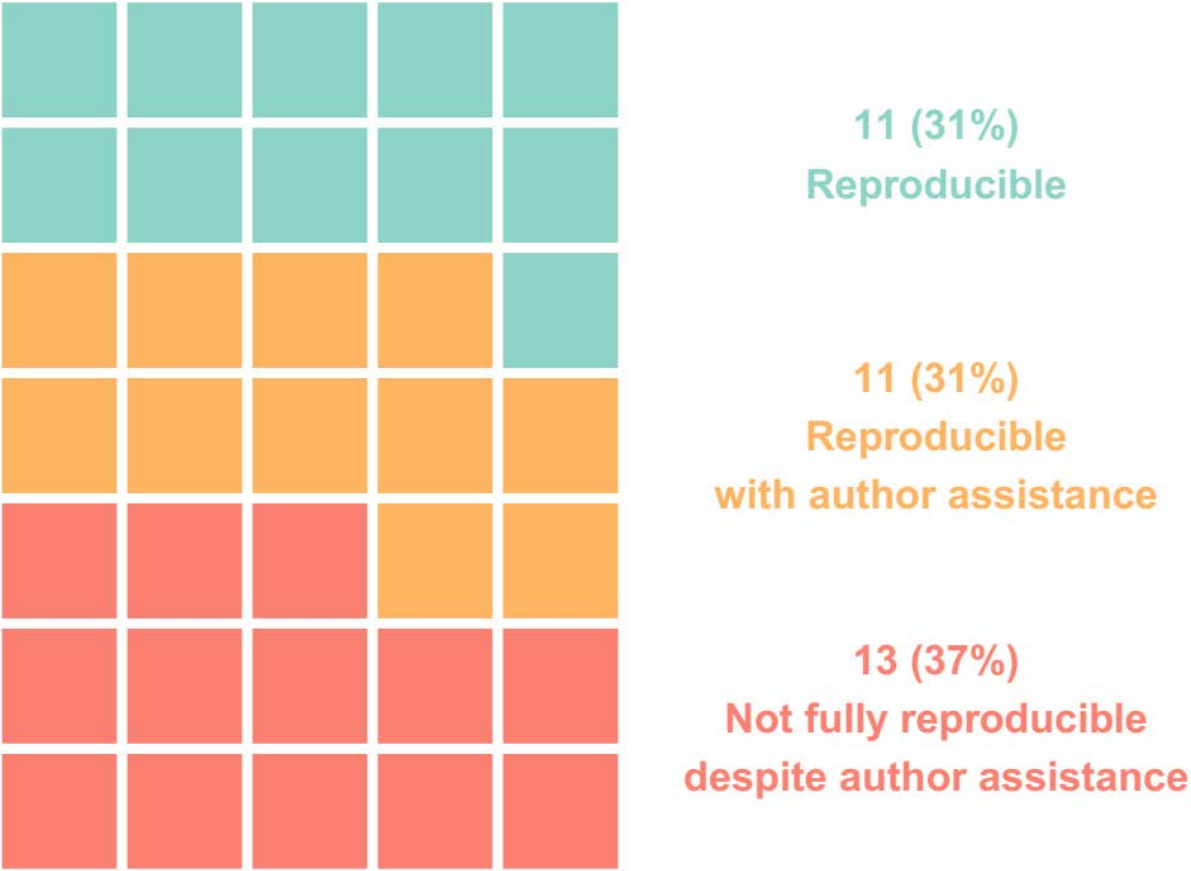 11 (31%)
Reproducible
11 (31%)
Reproducible
with author assistance
13 (37%)
Not fully reproducible
despite author assistance